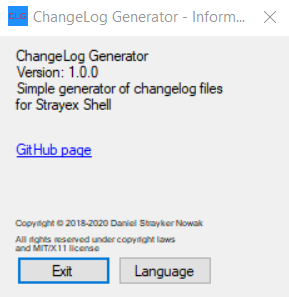 CLG ChangeLog Generator - Inform...
ChangeLog Generator
Version: 1.0.0
Simple generator of changelog files
for Strayex Shell
GitHub page
Copyright © 2018-2020 Daniel Strayker Nowak
All rights reserved under copyright laws
and MIT/X11 license
Exit
Language